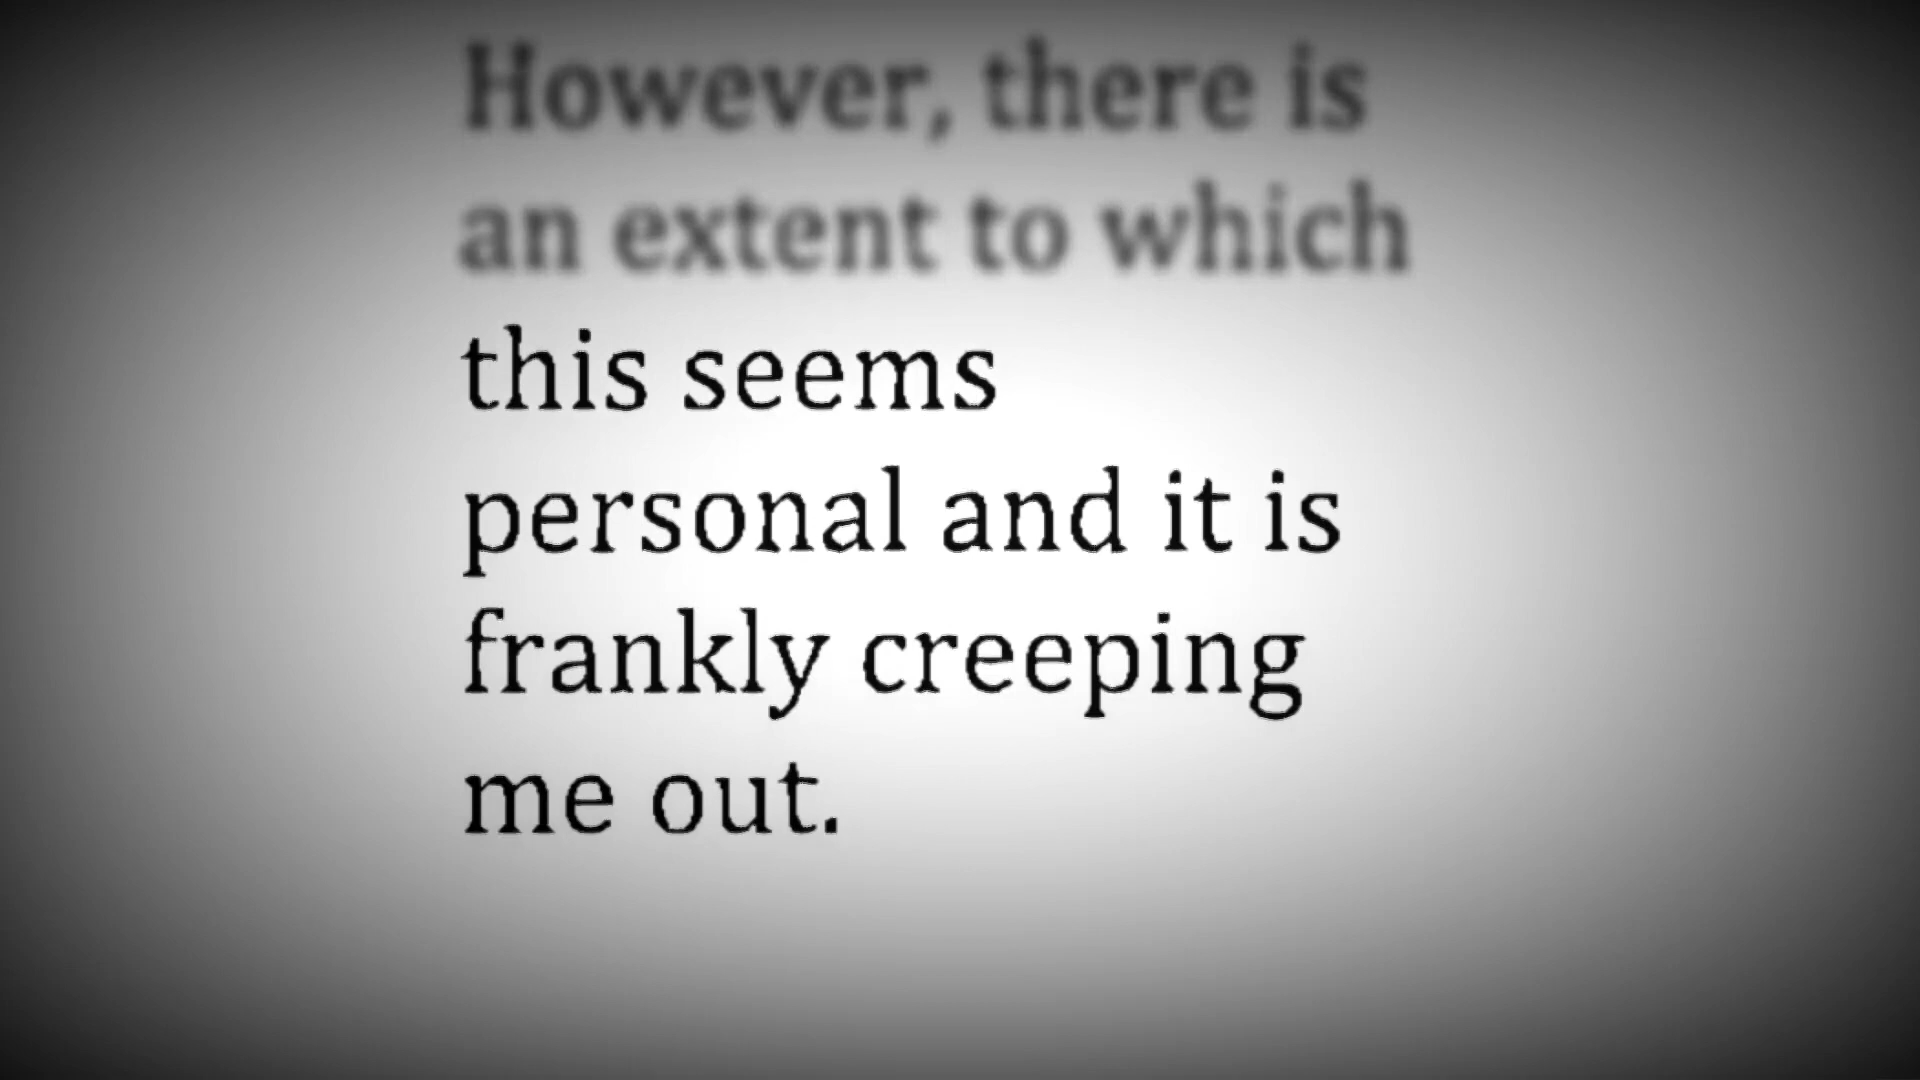 However, there is
an extent to which
this seems
personal and it is
frankly creeping
me out.